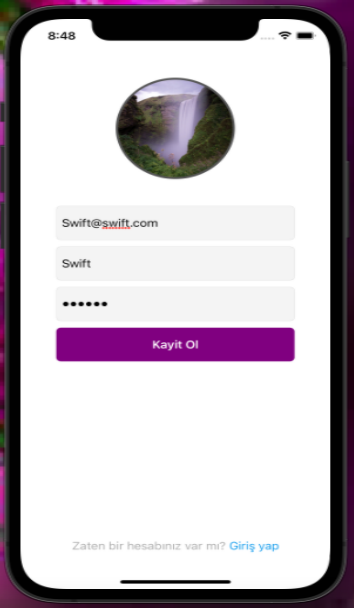 8:48
Swift@swift.com
Swift
••••••
Kayit Ol
Zaten bir hesabınız var mı? Giriş yap